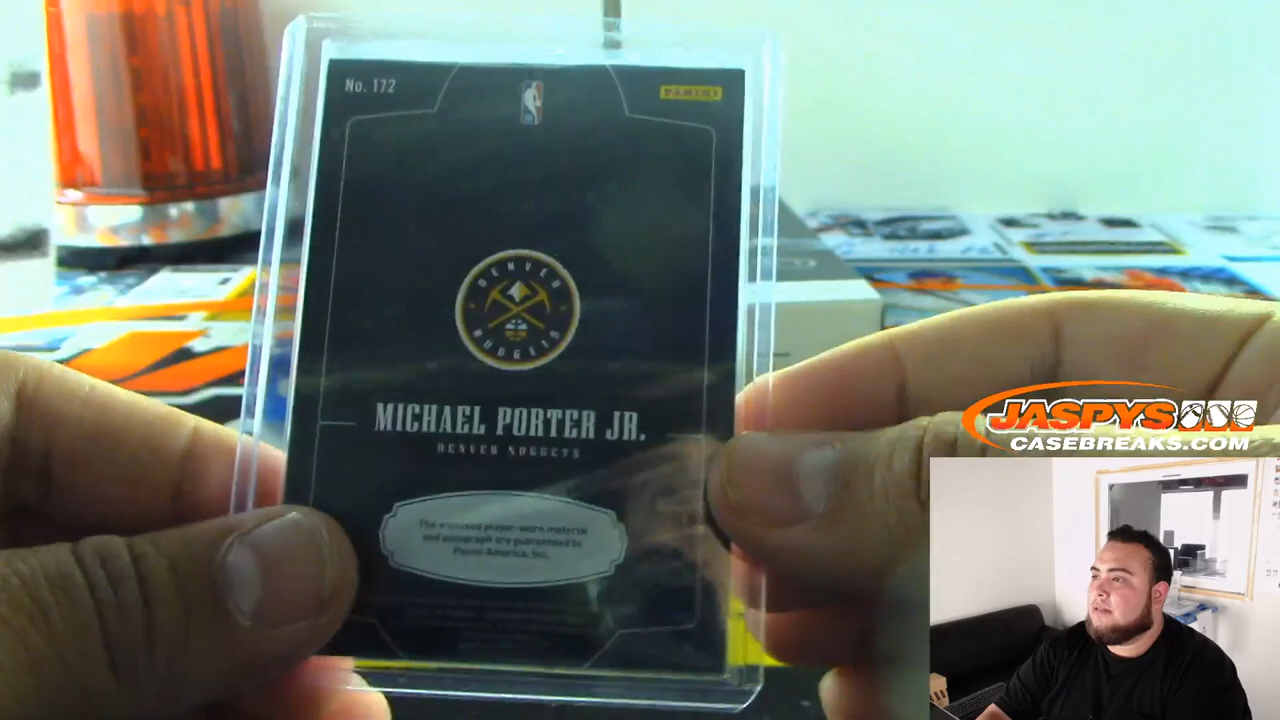 No. 172
PANINI
DENVER
NUGGETS
MICHAEL PORTER JR.
DENVER NUGGETS
The enclosed player-worn material
and autograph are guaranteed by
Panini America, Inc.
JASPYS
CASEBREAKS.COM